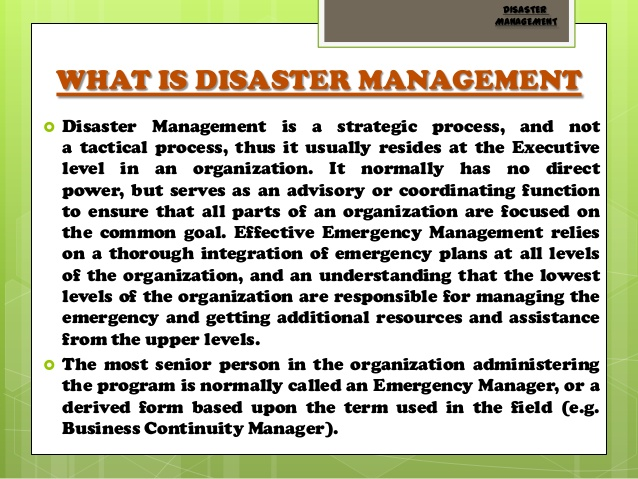 DISASTER
MANAGEMENT
WHAT IS DISASTER MANAGEMENT
Disaster Management is a strategic process, and not
a tactical process, thus it usually resides at the Executive
level in an organization. It normally has no direct
power, but serves as an advisory or coordinating function
to ensure that all parts of an organization are focused on
the common goal. Effective Emergency Management relies
on a thorough integration of emergency plans at all levels
of the organization, and an understanding that the lowest
levels of the organization are responsible for managing the
emergency and getting additional resources and assistance
from the upper levels.
The most senior person in the organization administering
the program is normally called an Emergency Manager, or a
derived form based upon the term used in the field (e.g.
Business Continuity Manager).